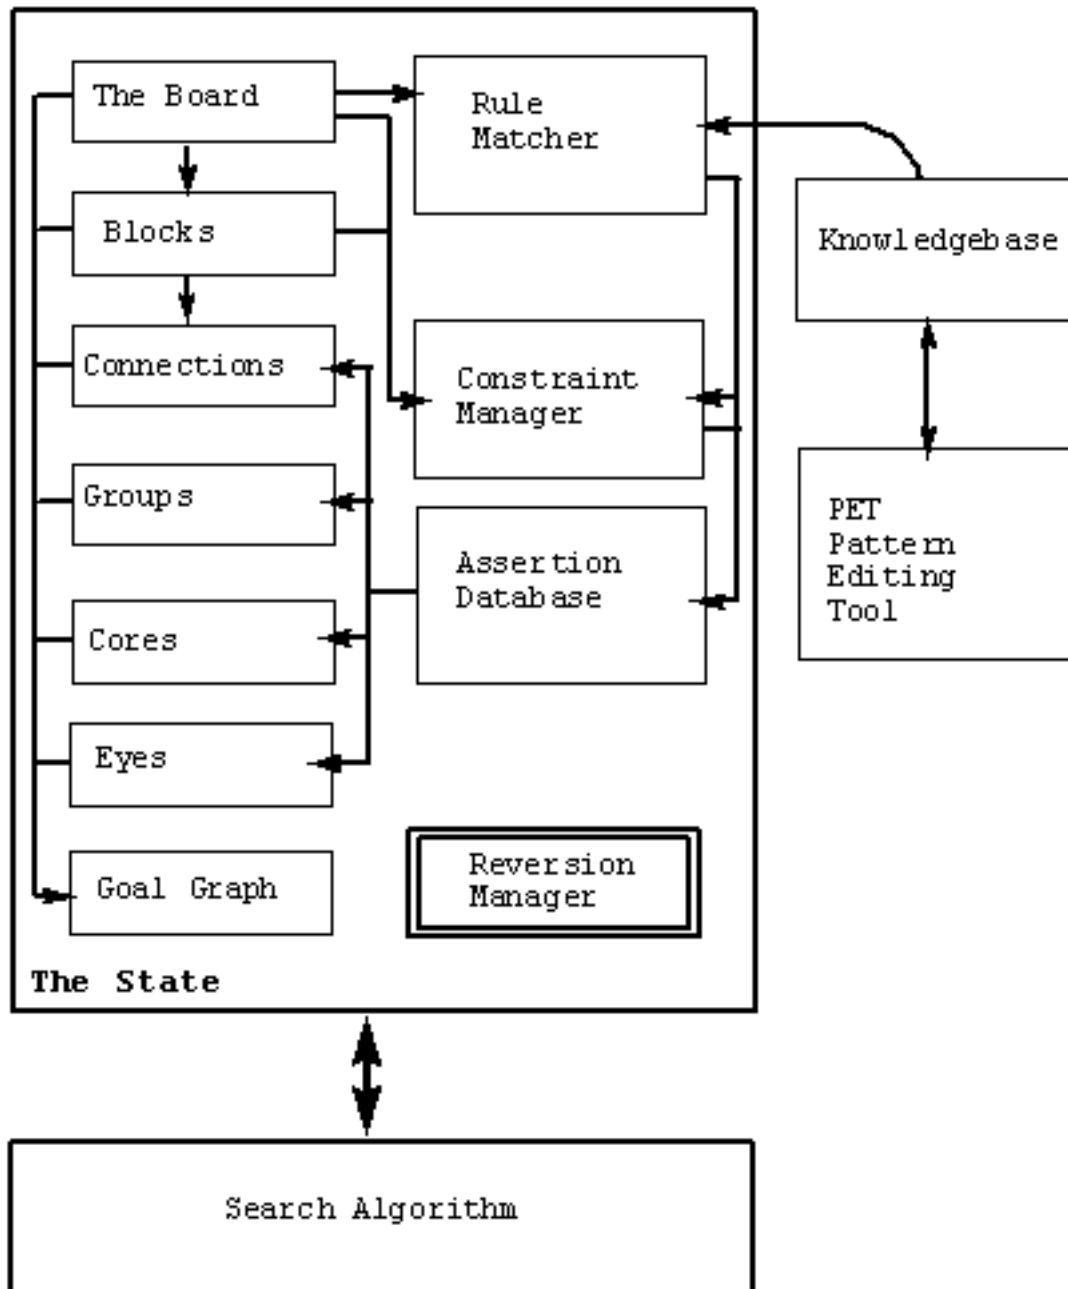 The Board
Rule
Matcher
Blocks
Knowledgebase
Connections
Constraint
Manager
Groups
PET
Pattern
Editing
Tool
Assertion
Database
Cores
Eyes
Reversion
Manager
Goal Graph
The State
Search Algorithm